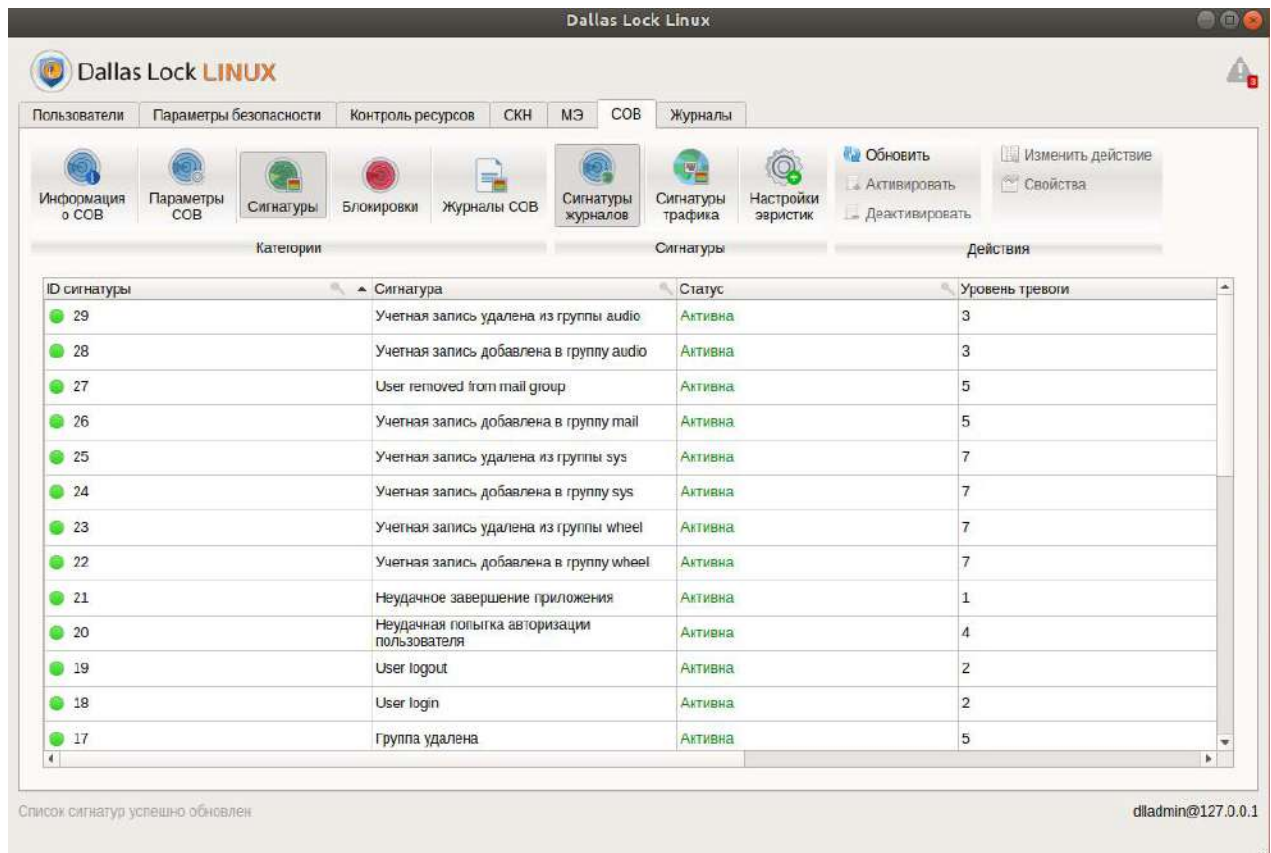 Dallas Lock Linux
Dallas Lock LINUX
3
Пользователи Параметры безопасности Контроль ресурсов СКН МЭ СОВ Журналы
Информация о СОВ
Параметры СОВ
Сигнатуры
Блокировки
Журналы СОВ
Категории
Сигнатуры журналов
Сигнатуры трафика
Настройки эвристик
Сигнатуры
Обновить
Активировать
Деактивировать
Изменить действие
Свойства
Действия
ID сигнатуры Сигнатура Статус Уровень тревоги
29 Учетная запись удалена из группы audio Активна 3
28 Учетная запись добавлена в группу audio Активна 3
27 User removed from mail group Активна 5
26 Учетная запись добавлена в группу mail Активна 5
25 Учетная запись удалена из группы sys Активна 7
24 Учетная запись добавлена в группу sys Активна 7
23 Учетная запись удалена из группы wheel Активна 7
22 Учетная запись добавлена в группу wheel Активна 7
21 Неудачное завершение приложения Активна 1
20 Неудачная попытка авторизации пользователя Активна 4
19 User logout Активна 2
18 User login Активна 2
17 Группа удалена Активна 5
Список сигнатур успешно обновлен
dlladmin@127.0.0.1